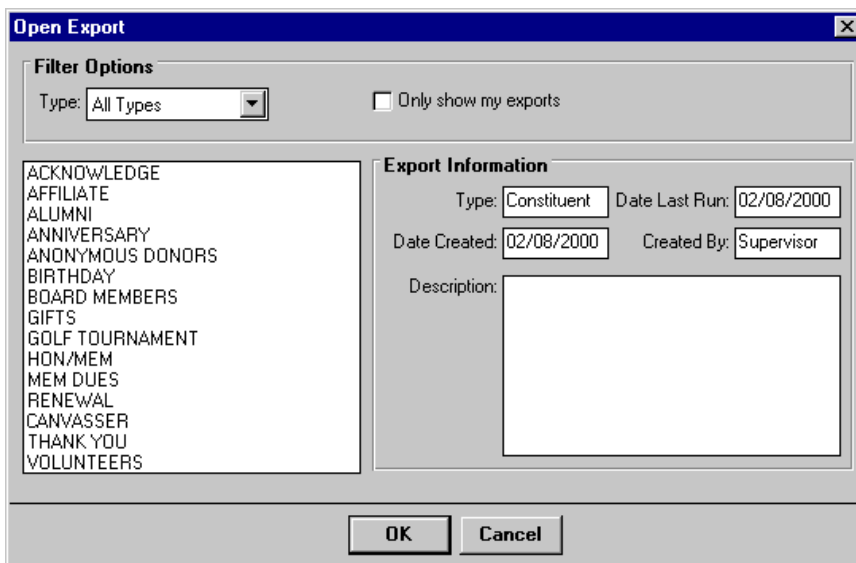 Open Export
Filter Options
Type: All Types
Only show my exports
ACKNOWLEDGE
AFFILIATE
ALUMNI
ANNIVERSARY
ANONYMOUS DONORS
BIRTHDAY
BOARD MEMBERS
GIFTS
GOLF TOURNAMENT
HON/MEM
MEM DUES
RENEWAL
CANVASSER
THANK YOU
VOLUNTEERS
Export Information
Type: Constituent Date Last Run: 02/08/2000
Date Created: 02/08/2000 Created By: Supervisor
Description:
OK Cancel